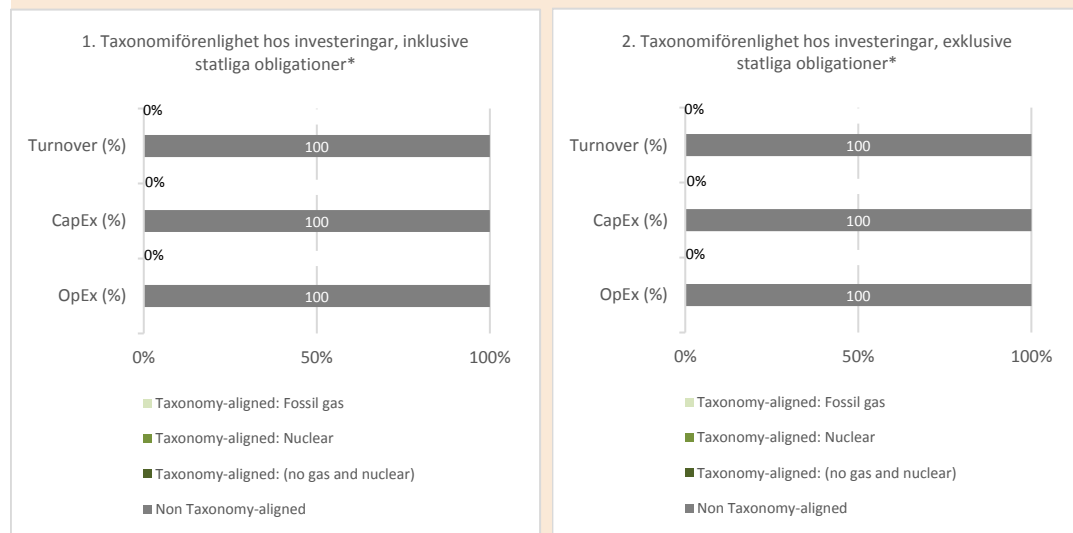 1. Taxonomiförenlighet hos investeringar, inklusive
statliga obligationer*
0%
Turnover (%)
100
0%
CapEx (%)
100
0%
OpEx (%)
100
0%
50%
100%
Taxonomy-aligned: Fossil gas
Taxonomy-aligned: Nuclear
Taxonomy-aligned: (no gas and nuclear)
Non Taxonomy-aligned
2. Taxonomiförenlighet hos investeringar, exklusive
statliga obligationer*
0%
Turnover (%)
100
0%
CapEx (%)
100
0%
OpEx (%)
100
0%
50%
100%
Taxonomy-aligned: Fossil gas
Taxonomy-aligned: Nuclear
Taxonomy-aligned: (no gas and nuclear)
Non Taxonomy-aligned